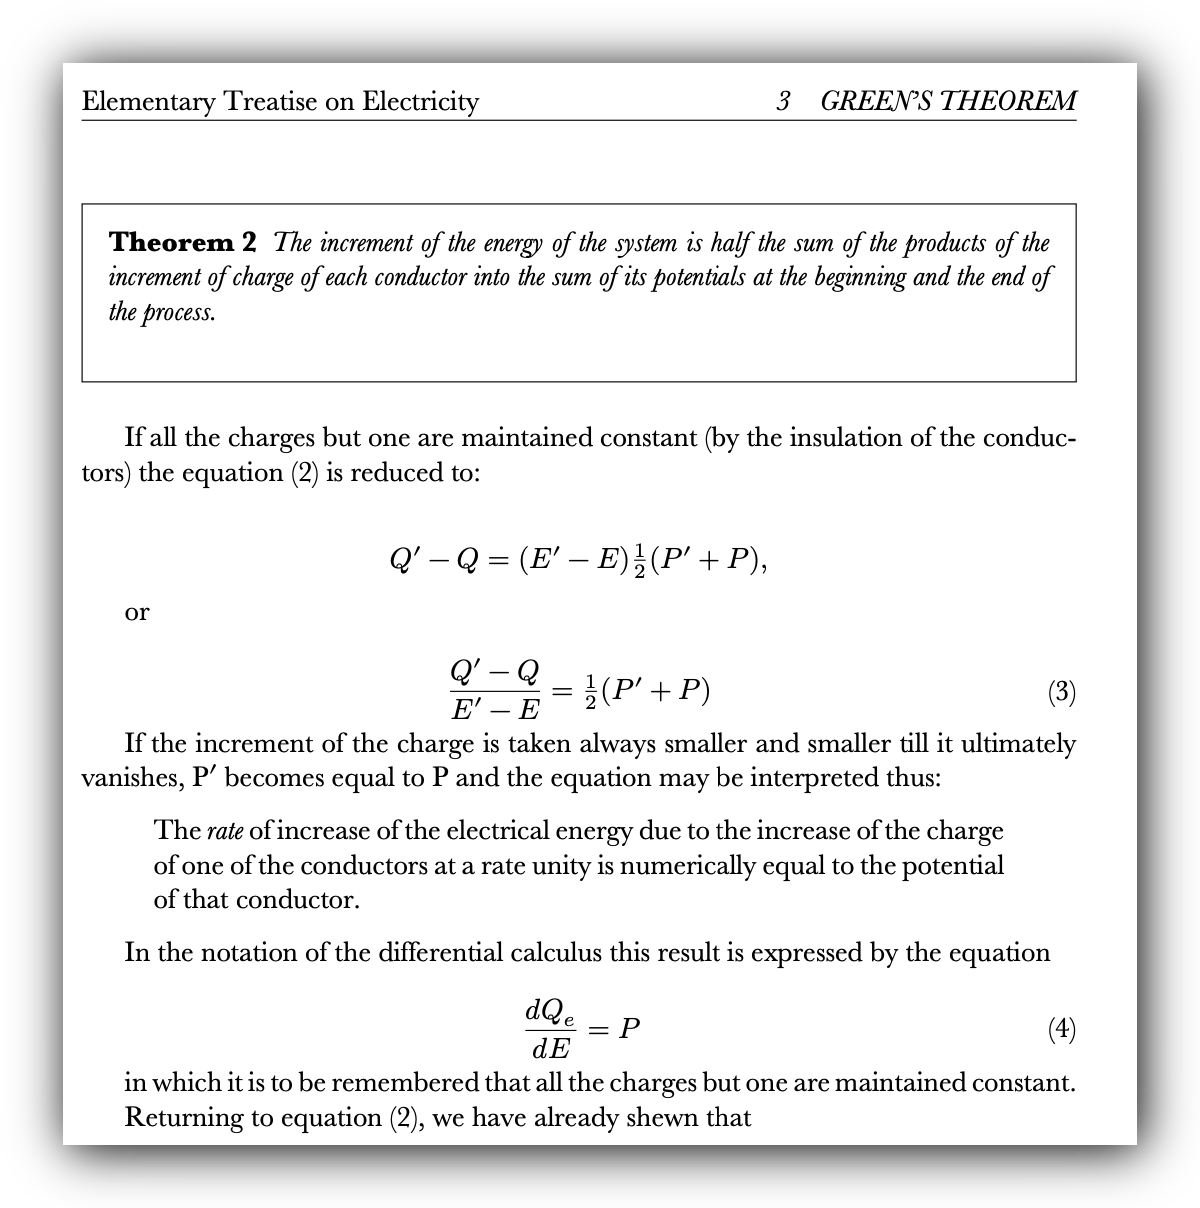 Elementary Treatise on Electricity 3 GREEN'S THEOREM
Theorem 2 The increment of the energy of the system is half the sum of the products of the
increment of charge of each conductor into the sum of its potentials at the beginning and the end of
the process.
If all the charges but one are maintained constant (by the insulation of the conduc-
tors) the equation (2) is reduced to:
Q′ − Q = (E′ − E)½(P′ + P),
or
(Q′ − Q)/(E′ − E) = ½(P′ + P) (3)
If the increment of the charge is taken always smaller and smaller till it ultimately
vanishes, P′ becomes equal to P and the equation may be interpreted thus:
The rate of increase of the electrical energy due to the increase of the charge
of one of the conductors at a rate unity is numerically equal to the potential
of that conductor.
In the notation of the differential calculus this result is expressed by the equation
dQₑ/dE = P (4)
in which it is to be remembered that all the charges but one are maintained constant.
Returning to equation (2), we have already shewn that